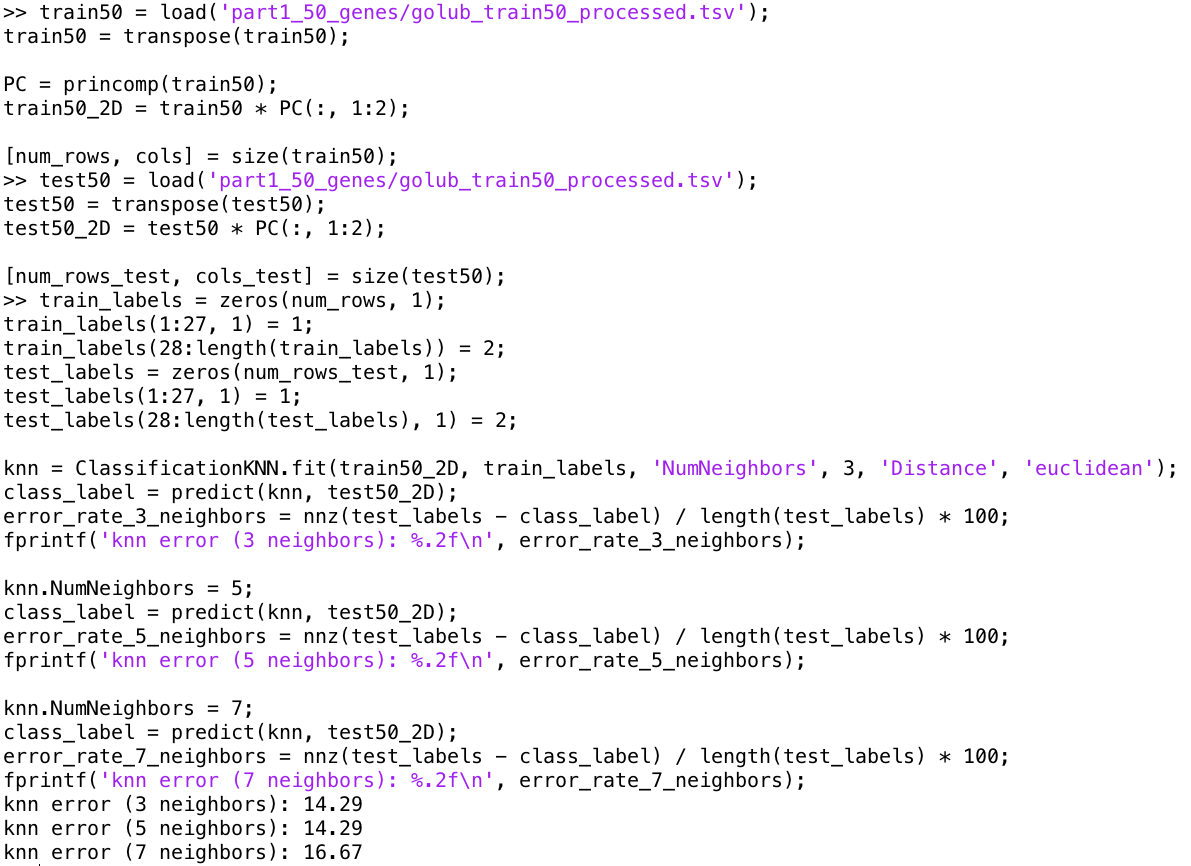 >> train50 = load('part1_50_genes/golub_train50_processed.tsv');
train50 = transpose(train50);
PC = princomp(train50);
train50_2D = train50 * PC(:, 1:2);
[num_rows, cols] = size(train50);
>> test50 = load('part1_50_genes/golub_train50_processed.tsv');
test50 = transpose(test50);
test50_2D = test50 * PC(:, 1:2);
[num_rows_test, cols_test] = size(test50);
>> train_labels = zeros(num_rows, 1);
train_labels(1:27, 1) = 1;
train_labels(28:length(train_labels)) = 2;
test_labels = zeros(num_rows_test, 1);
test_labels(1:27, 1) = 1;
test_labels(28:length(test_labels), 1) = 2;
knn = ClassificationKNN.fit(train50_2D, train_labels, 'NumNeighbors', 3, 'Distance', 'euclidean');
class_label = predict(knn, test50_2D);
error_rate_3_neighbors = nnz(test_labels - class_label) / length(test_labels) * 100;
fprintf('knn error (3 neighbors): %.2f\n', error_rate_3_neighbors);
knn.NumNeighbors = 5;
class_label = predict(knn, test50_2D);
error_rate_5_neighbors = nnz(test_labels - class_label) / length(test_labels) * 100;
fprintf('knn error (5 neighbors): %.2f\n', error_rate_5_neighbors);
knn.NumNeighbors = 7;
class_label = predict(knn, test50_2D);
error_rate_7_neighbors = nnz(test_labels - class_label) / length(test_labels) * 100;
fprintf('knn error (7 neighbors): %.2f\n', error_rate_7_neighbors);
knn error (3 neighbors): 14.29
knn error (5 neighbors): 14.29
knn error (7 neighbors): 16.67